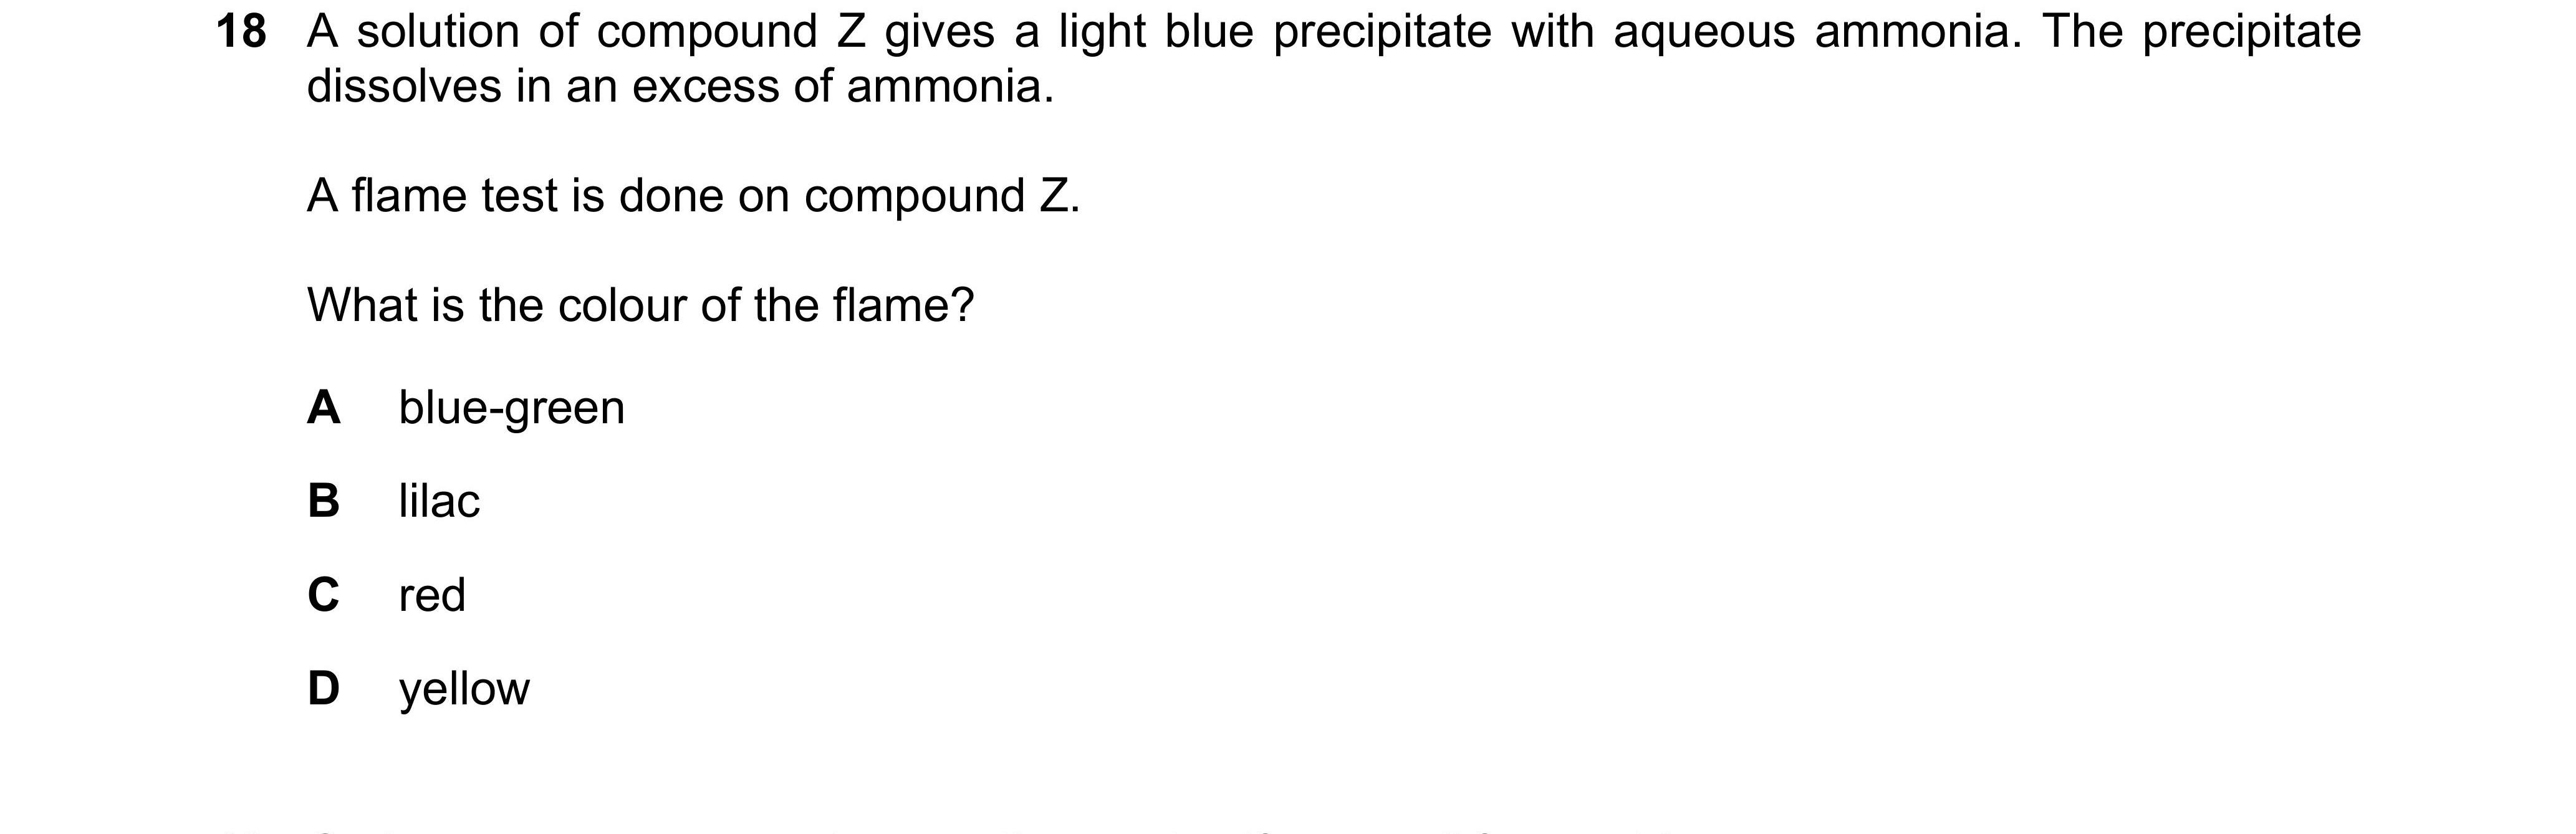 18 A solution of compound Z gives a light blue precipitate with aqueous ammonia. The precipitate
dissolves in an excess of ammonia.
A flame test is done on compound Z.
What is the colour of the flame?
A blue-green
B lilac
C red
D yellow